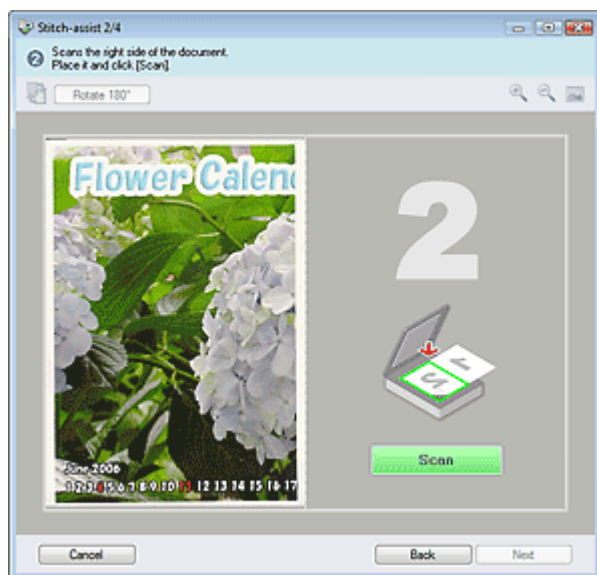 Stitch-assist 2/4
2 Scans the right side of the document.
Place it and click [Scan].
Rotate 180°
Flower Calend
2
Scan
June 2006
1 2 3 4 5 6 7 8 9 10 11 12 13 14 15 16 17
Cancel Back Next